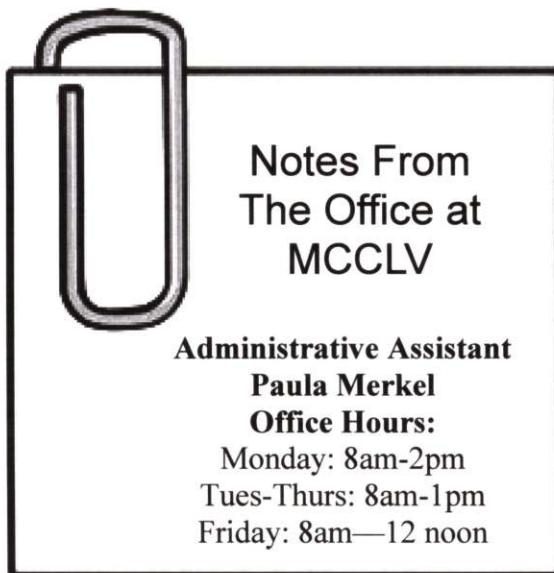 Notes From
The Office at
MCCLV
Administrative Assistant
Paula Merkel
Office Hours:
Monday: 8am-2pm
Tues-Thurs: 8am-1pm
Friday: 8am—12 noon